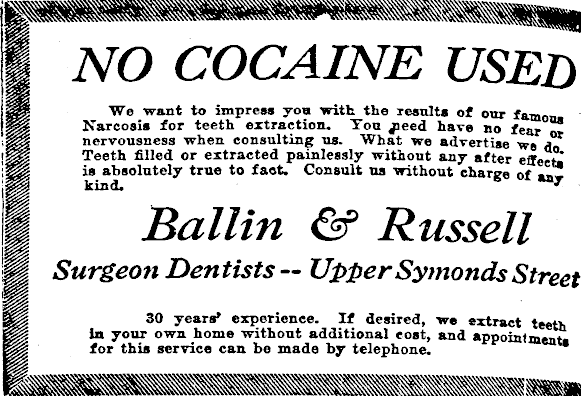 NO COCAINE USED
We want to impress you with the results of our famous
Narcosis for teeth extraction. You need have no fear or
nervousness when consulting us. What we advertise we do.
Teeth filled or extracted painlessly without any after effects
is absolutely true to fact. Consult us without charge of any
kind.
Ballin & Russell
Surgeon Dentists -- Upper Symonds Street
30 years' experience. If desired, we extract teeth
in your own home without additional cost, and appointments
for this service can be made by telephone.